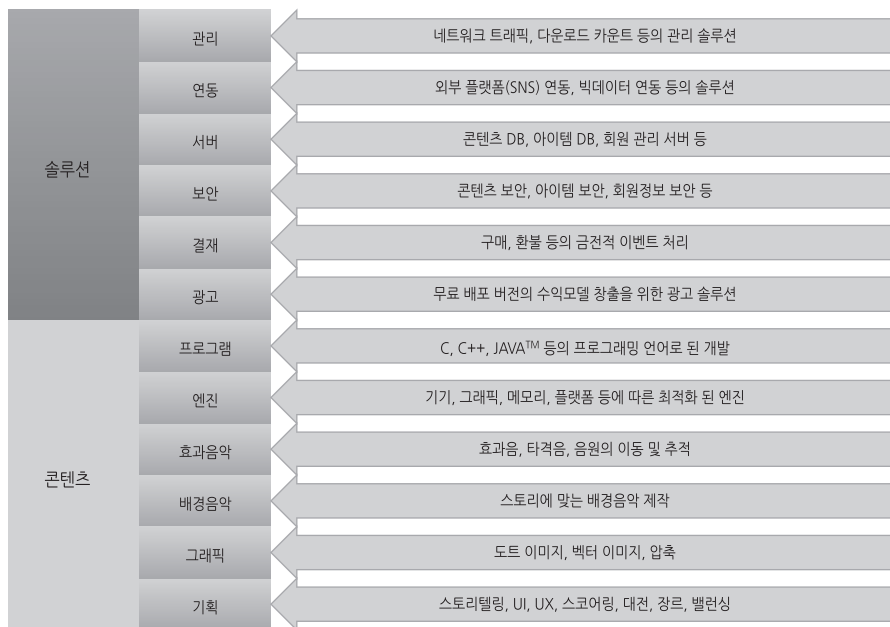 솔루션
관리
네트워크 트래픽, 다운로드 카운트 등의 관리 솔루션
연동
외부 플랫폼(SNS) 연동, 빅데이터 연동 등의 솔루션
서버
콘텐츠 DB, 아이템 DB, 회원 관리 서버 등
보안
콘텐츠 보안, 아이템 보안, 회원정보 보안 등
결재
구매, 환불 등의 금전적 이벤트 처리
광고
무료 배포 버전의 수익모델 창출을 위한 광고 솔루션
콘텐츠
프로그램
C, C++, JAVA™ 등의 프로그래밍 언어로 된 개발
엔진
기기, 그래픽, 메모리, 플랫폼 등에 따른 최적화 된 엔진
효과음악
효과음, 타격음, 음원의 이동 및 추적
배경음악
스토리에 맞는 배경음악 제작
그래픽
도트 이미지, 벡터 이미지, 압축
기획
스토리텔링, UI, UX, 스코어링, 대전, 장르, 밸런싱